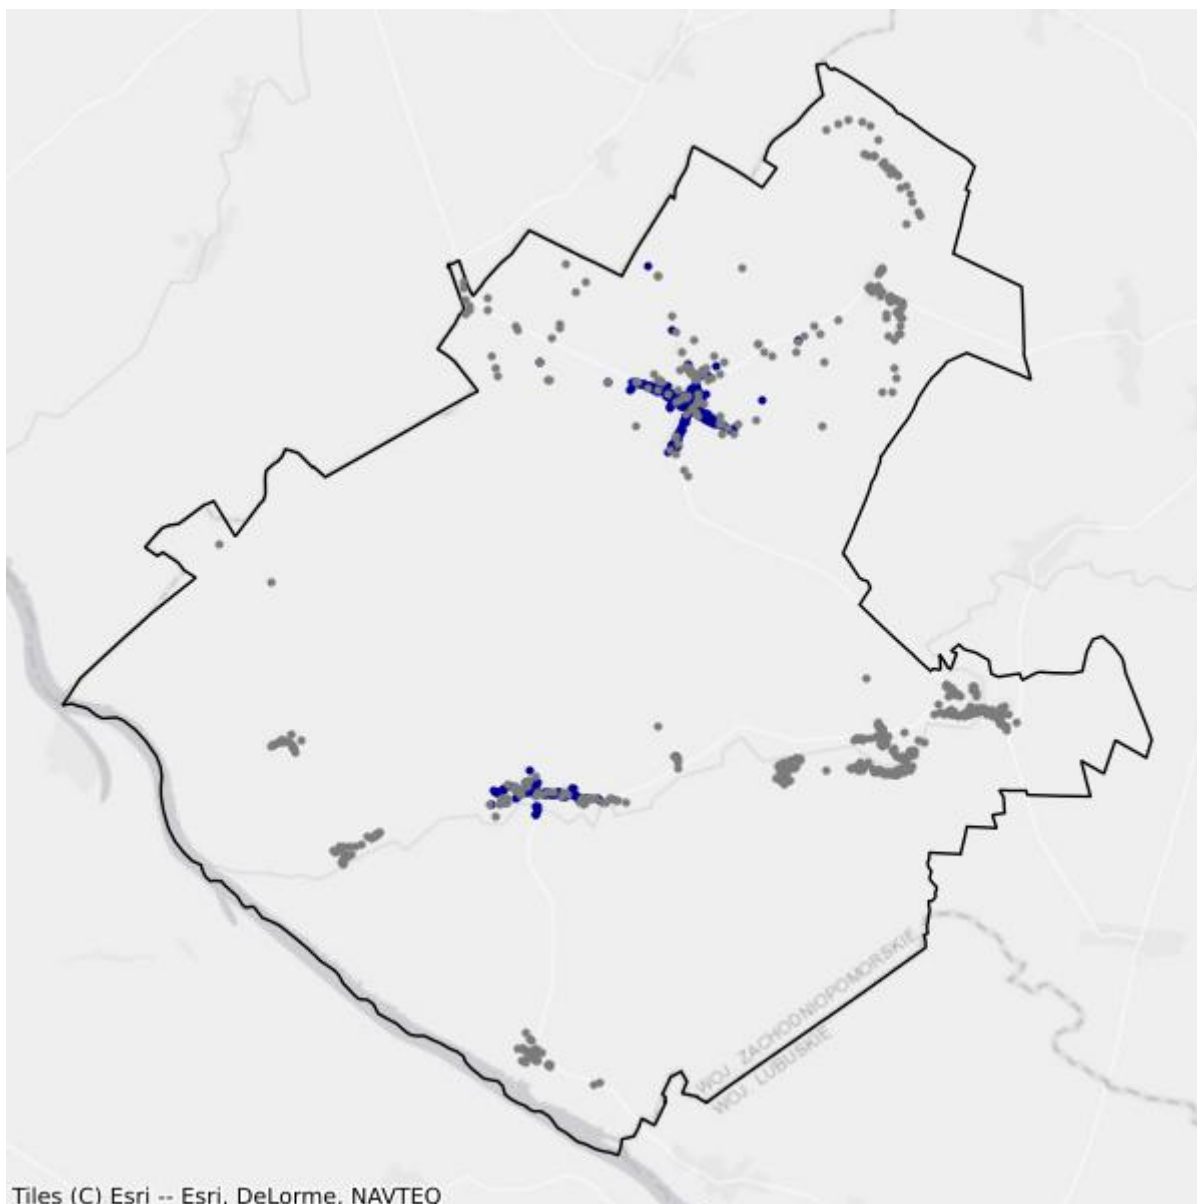 WOJ. ZACHODNIOPOMORSKIE
WOJ. LUBUSKIE
Tiles (C) Esri -- Esri, DeLorme, NAVTEQ